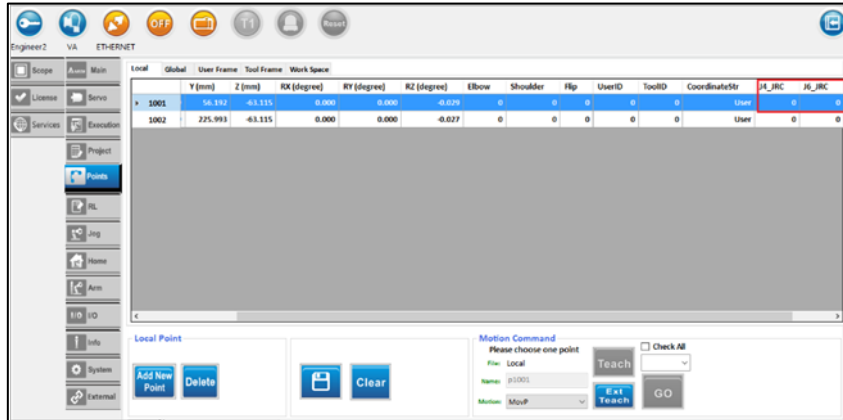 OFF T1 Reset
Engineer2 VA ETHERNET
Scope
License
Services
Main
Servo
Execution
Project
Points
RL
Jog
Home
Arm
I/O I/O
Info
System
External
Local Global User Frame Tool Frame Work Space
Y (mm) Z (mm) RX (degree) RY (degree) RZ (degree) Elbow Shoulder Flip UserID ToolID CoordinateStr J4_JRC J6_JRC
1001 56.192 -63.115 0.000 0.000 -0.029 0 0 0 0 0 User 0 0
1002 225.993 -63.115 0.000 0.000 -0.027 0 0 0 0 0 User 0 0
Local Point
Add New
Point
Delete
Clear
Motion Command
Please choose one point
File: Local
Name: p1001
Motion: MovP
Teach
Ext
Teach
Check All
GO